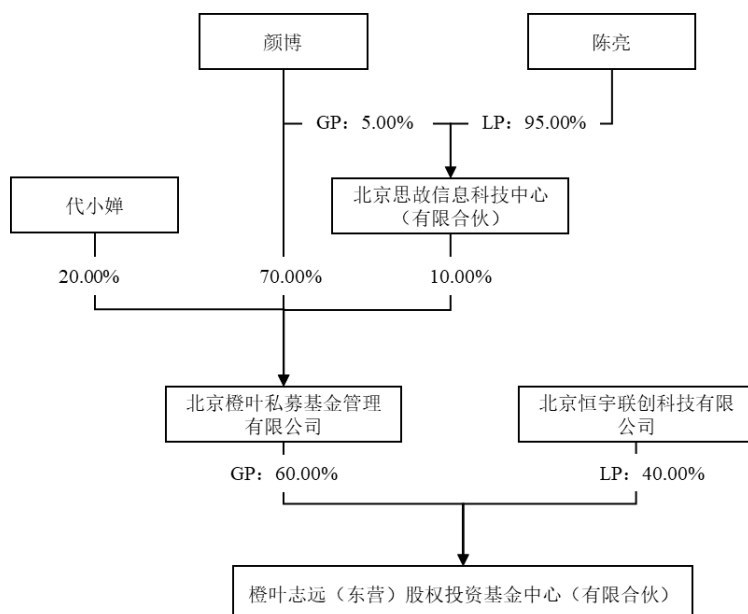 颜博
陈亮
GP：5.00%
LP：95.00%
代小婵
北京思故信息科技中心
（有限合伙）
20.00%
70.00%
10.00%
北京橙叶私募基金管理
有限公司
北京恒宇联创科技有限
公司
GP：60.00%
LP：40.00%
橙叶志远（东营）股权投资基金中心（有限合伙）